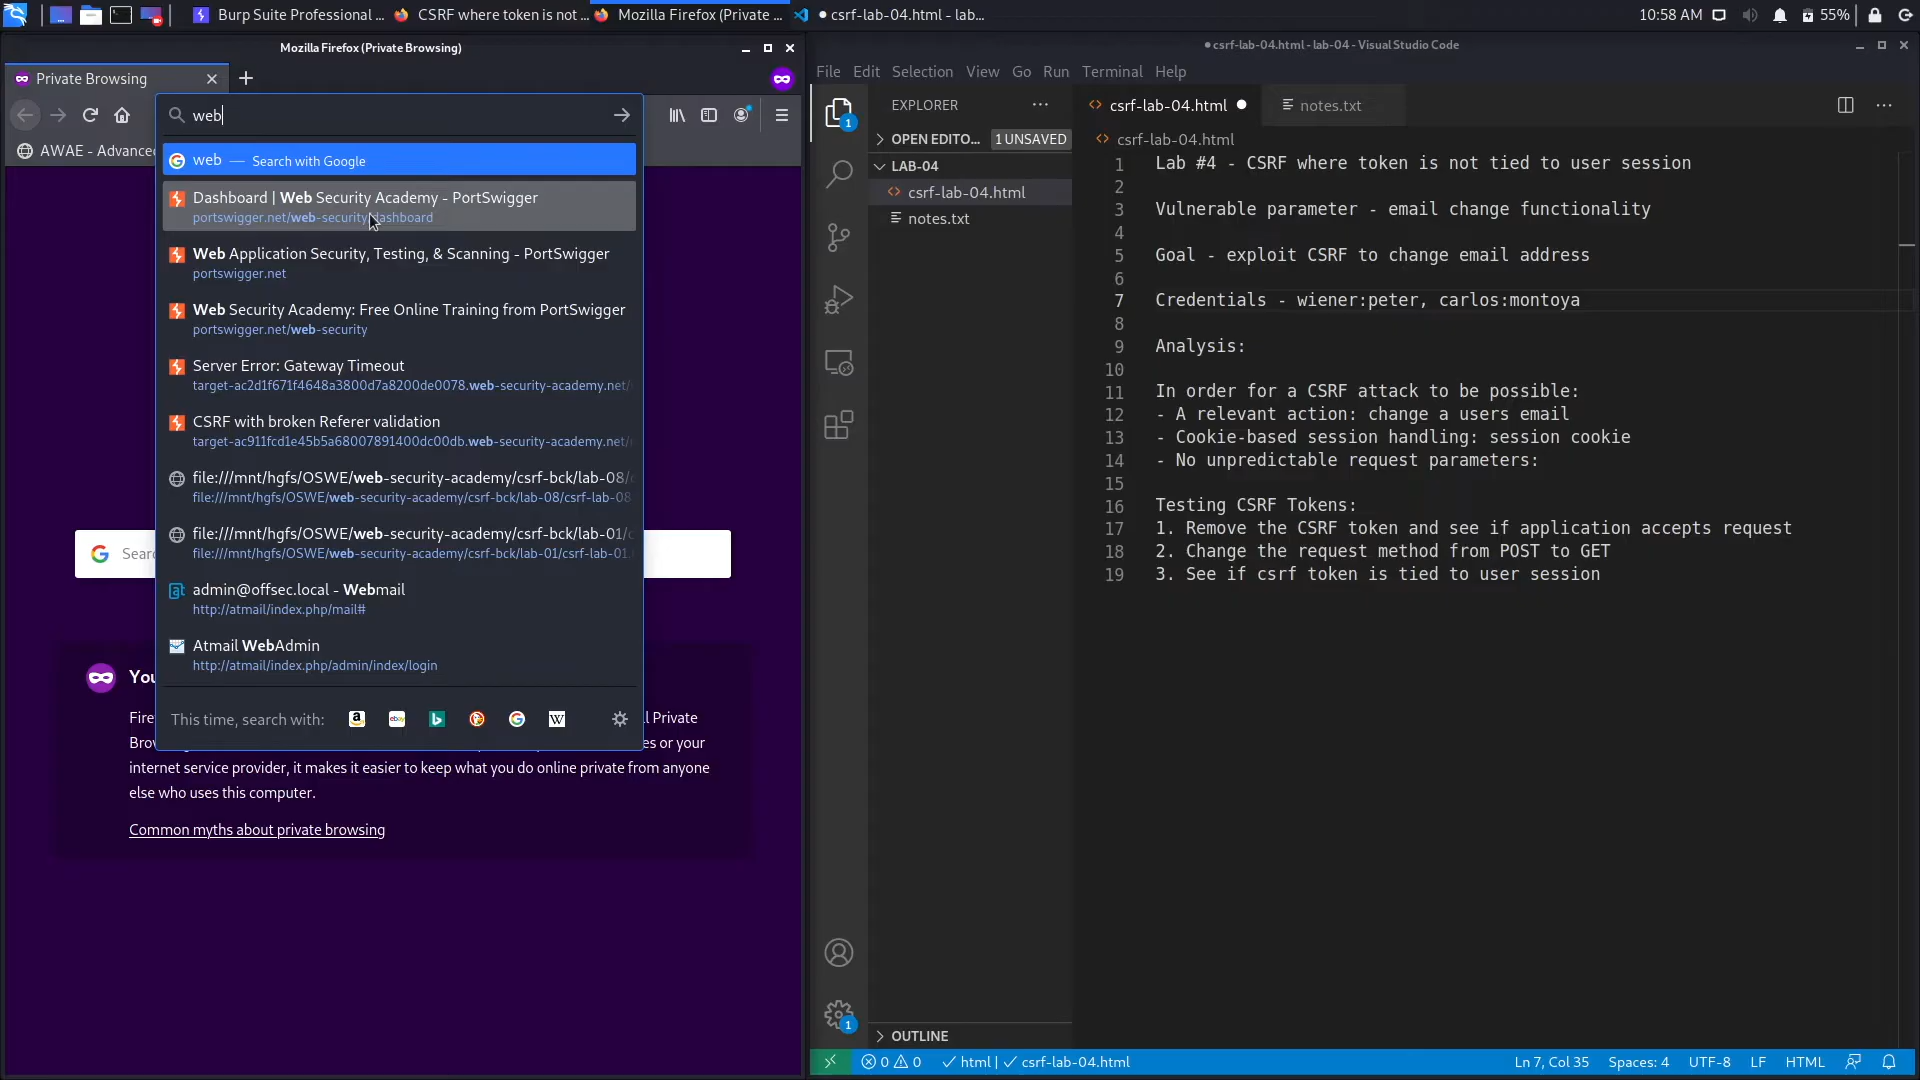 Burp Suite Professional ...
CSRF where token is not ...
Mozilla Firefox (Private ...
csrf-lab-04.html - lab...
10:58 AM
55%
Mozilla Firefox (Private Browsing)
Private Browsing
web
AWAE - Advance
web — Search with Google
Dashboard | Web Security Academy - PortSwigger
portswigger.net/web-security/dashboard
Web Application Security, Testing, & Scanning - PortSwigger
portswigger.net
Web Security Academy: Free Online Training from PortSwigger
portswigger.net/web-security
Server Error: Gateway Timeout
target-ac2d1f671f4648a3800d7a8200de0078.web-security-academy.net/
CSRF with broken Referer validation
target-ac911fcd1e45b5a68007891400dc00db.web-security-academy.net/
file:///mnt/hgfs/OSWE/web-security-academy/csrf-bck/lab-08/
file:///mnt/hgfs/OSWE/web-security-academy/csrf-bck/lab-08/csrf-lab-08
file:///mnt/hgfs/OSWE/web-security-academy/csrf-bck/lab-01/
file:///mnt/hgfs/OSWE/web-security-academy/csrf-bck/lab-01/csrf-lab-01
admin@offsec.local - Webmail
http://atmail/index.php/mail#
Atmail WebAdmin
http://atmail/index.php/admin/index/login
This time, search with:
Sear
You
Fire
l Private
Brow
es or your
internet service provider, it makes it easier to keep what you do online private from anyone
else who uses this computer.
Common myths about private browsing
csrf-lab-04.html - lab-04 - Visual Studio Code
File Edit Selection View Go Run Terminal Help
EXPLORER
OPEN EDITO... 1 UNSAVED
LAB-04
csrf-lab-04.html
notes.txt
OUTLINE
1
1
csrf-lab-04.html
notes.txt
csrf-lab-04.html
1 Lab #4 - CSRF where token is not tied to user session
2
3 Vulnerable parameter - email change functionality
4
5 Goal - exploit CSRF to change email address
6
7 Credentials - wiener:peter, carlos:montoya
8
9 Analysis:
10
11 In order for a CSRF attack to be possible:
12 - A relevant action: change a users email
13 - Cookie-based session handling: session cookie
14 - No unpredictable request parameters:
15
16 Testing CSRF Tokens:
17 1. Remove the CSRF token and see if application accepts request
18 2. Change the request method from POST to GET
19 3. See if csrf token is tied to user session
0 0
html | csrf-lab-04.html
Ln 7, Col 35 Spaces: 4 UTF-8 LF HTML